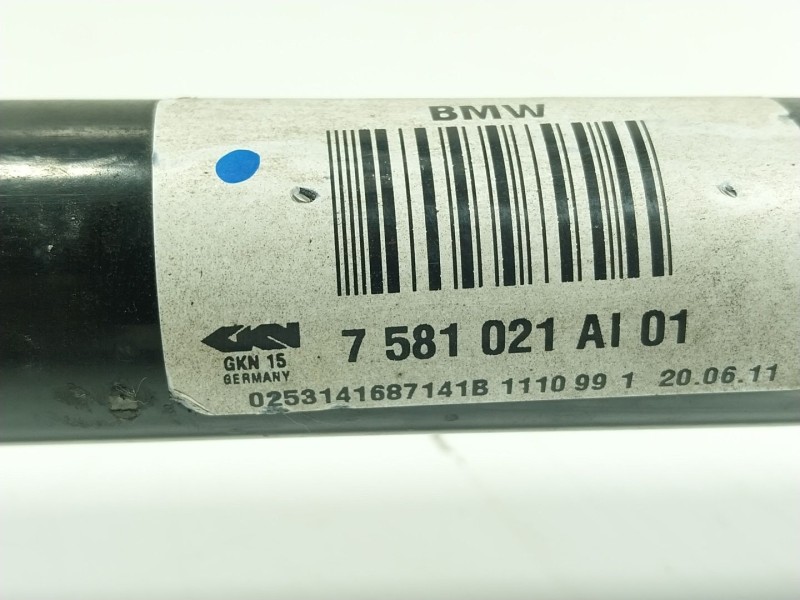 BMW
GKN
7 581 021 AI 01
GKN 15
GERMANY
0253141687141B 1110 99 1 20.06.11